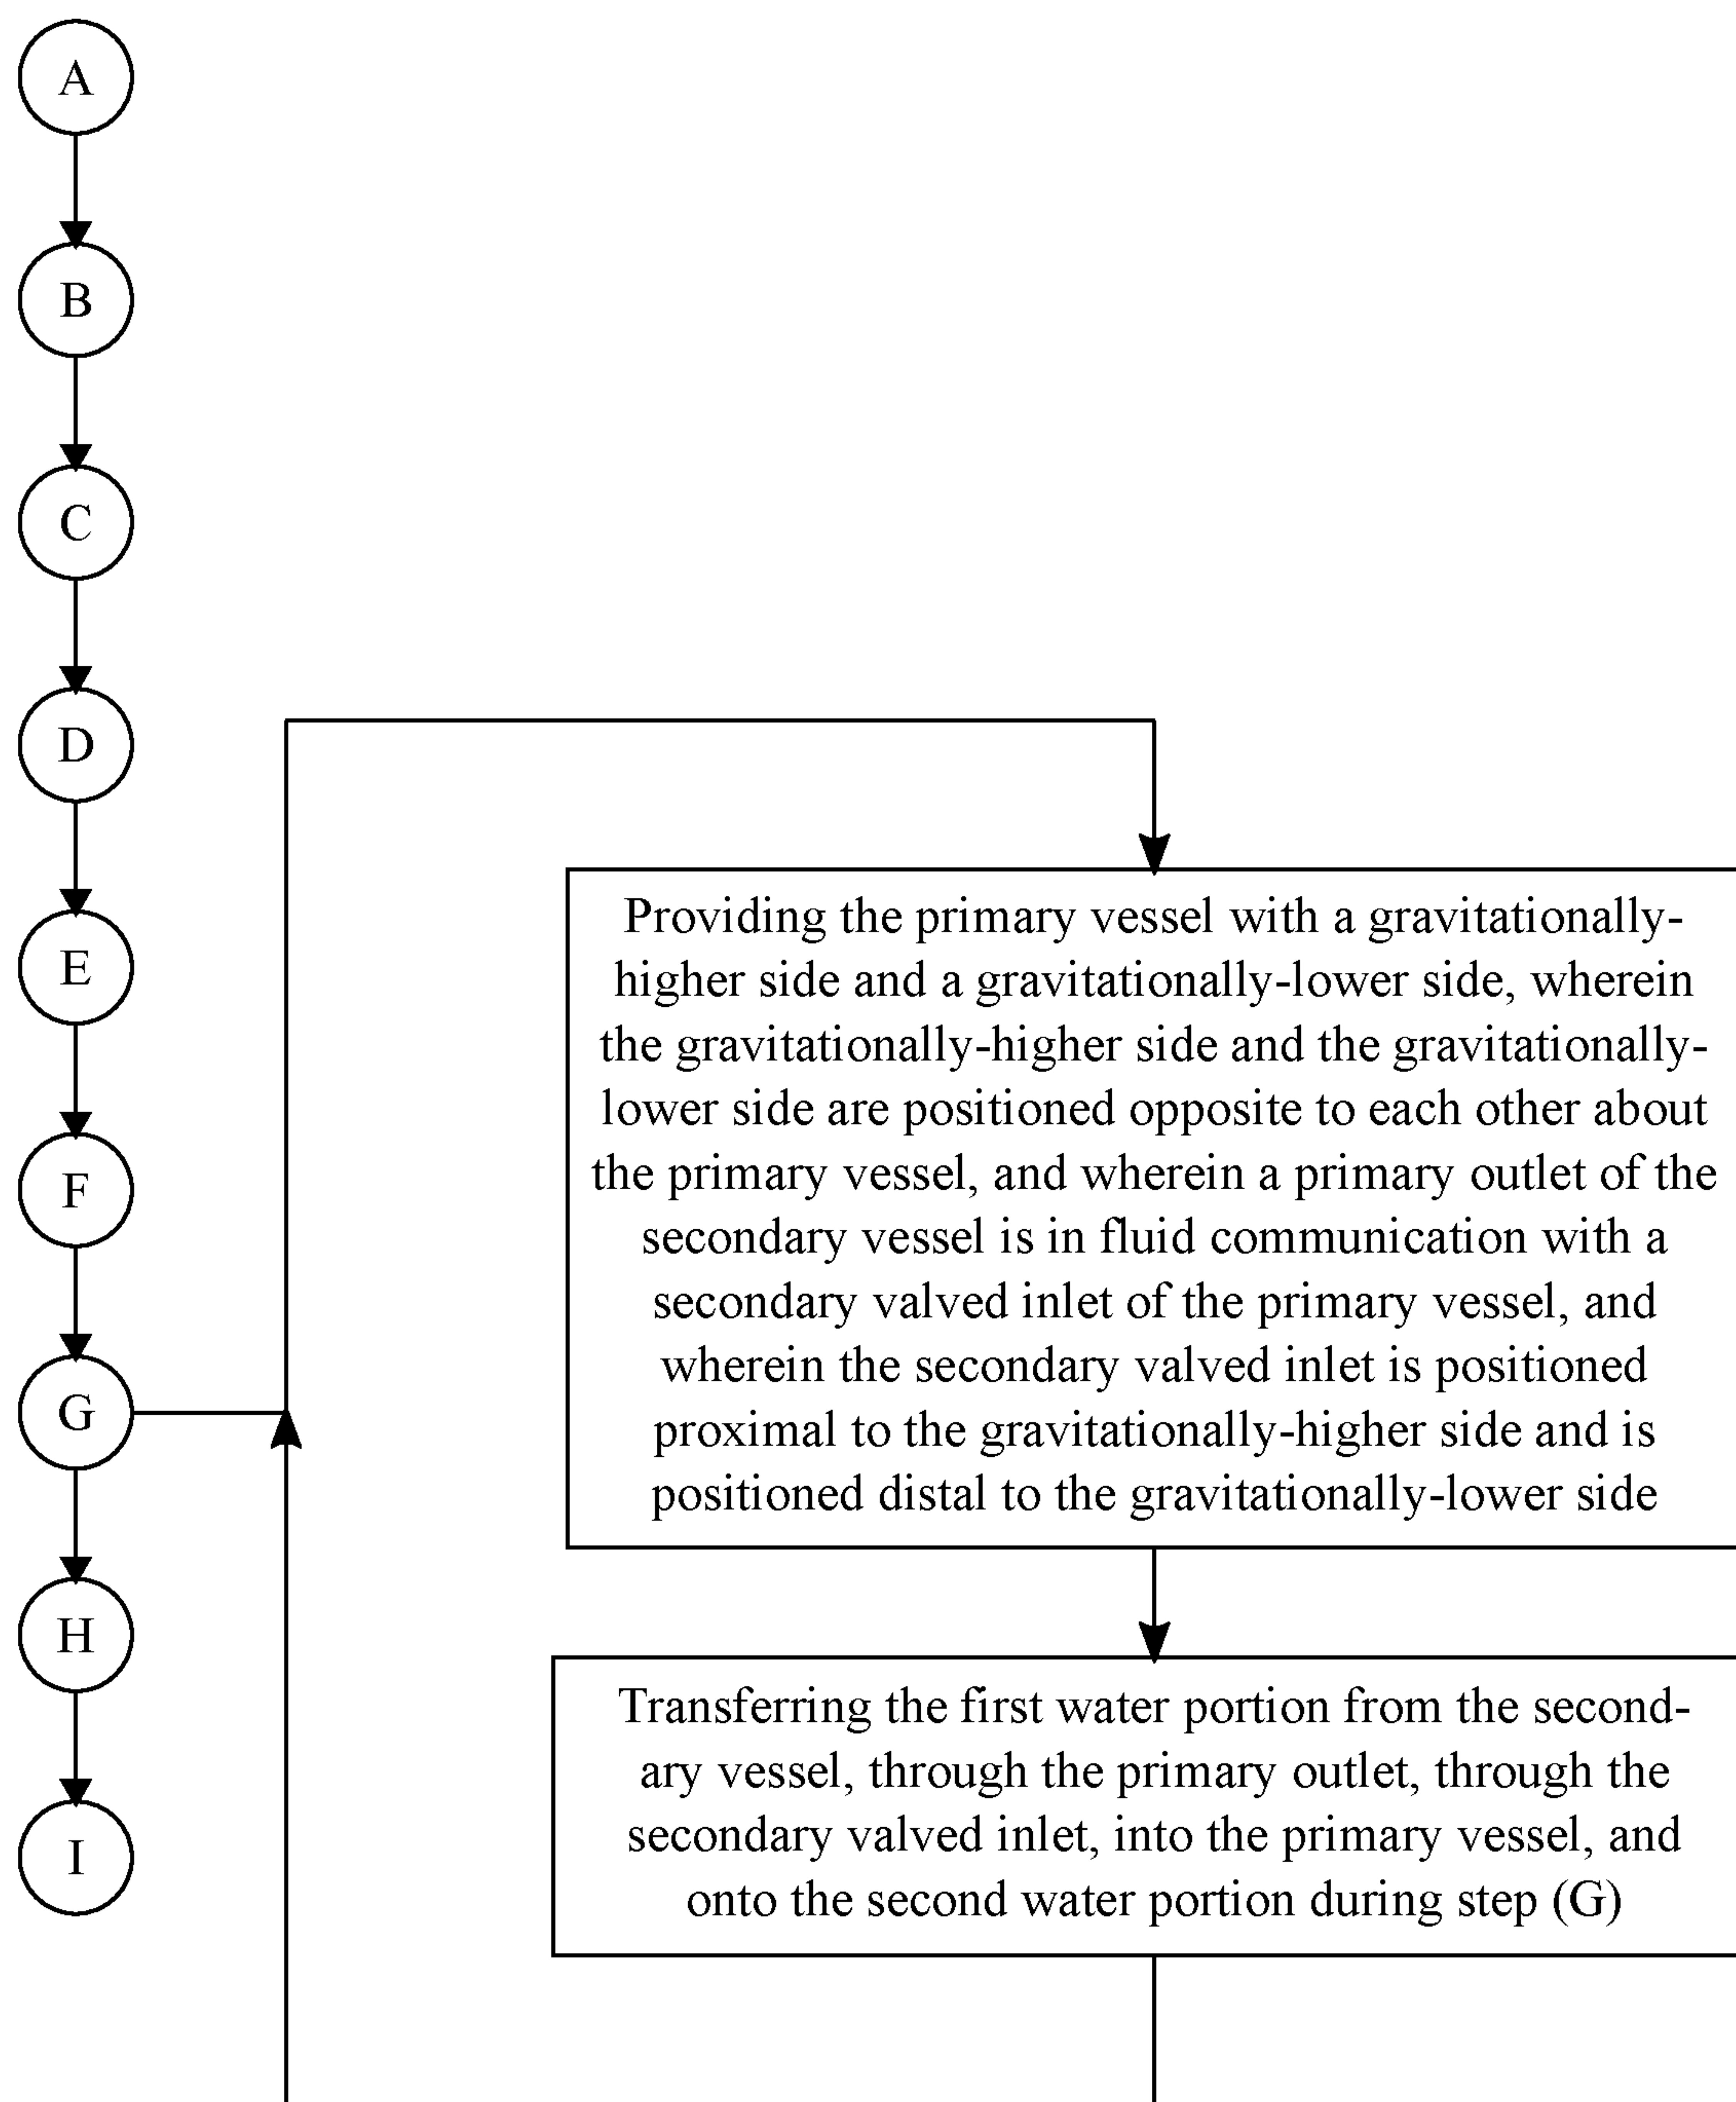 A
B
C
D
E
F
G
H
I
Providing the primary vessel with a gravitationally-
higher side and a gravitationally-lower side, wherein
the gravitationally-higher side and the gravitationally-
lower side are positioned opposite to each other about
the primary vessel, and wherein a primary outlet of the
secondary vessel is in fluid communication with a
secondary valved inlet of the primary vessel, and
wherein the secondary valved inlet is positioned
proximal to the gravitationally-higher side and is
positioned distal to the gravitationally-lower side
Transferring the first water portion from the second-
ary vessel, through the primary outlet, through the
secondary valved inlet, into the primary vessel, and
onto the second water portion during step (G)